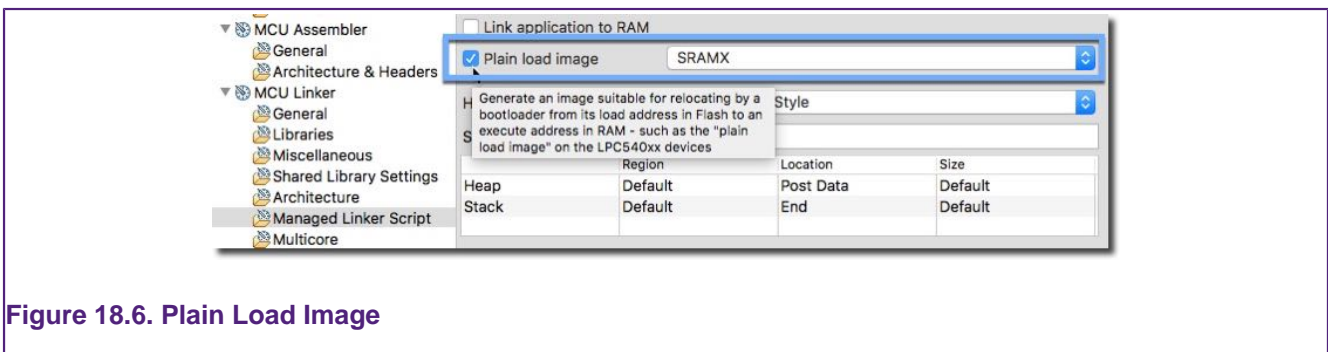 MCU Assembler
General
Architecture & Headers
MCU Linker
General
Libraries
Miscellaneous
Shared Library Settings
Architecture
Managed Linker Script
Multicore
Link application to RAM
Plain load image SRAMX
Style
Generate an image suitable for relocating by a
bootloader from its load address in Flash to an
execute address in RAM - such as the "plain
load image" on the LPC540xx devices
Region Location Size
Heap Default Post Data Default
Stack Default End Default
Figure 18.6. Plain Load Image